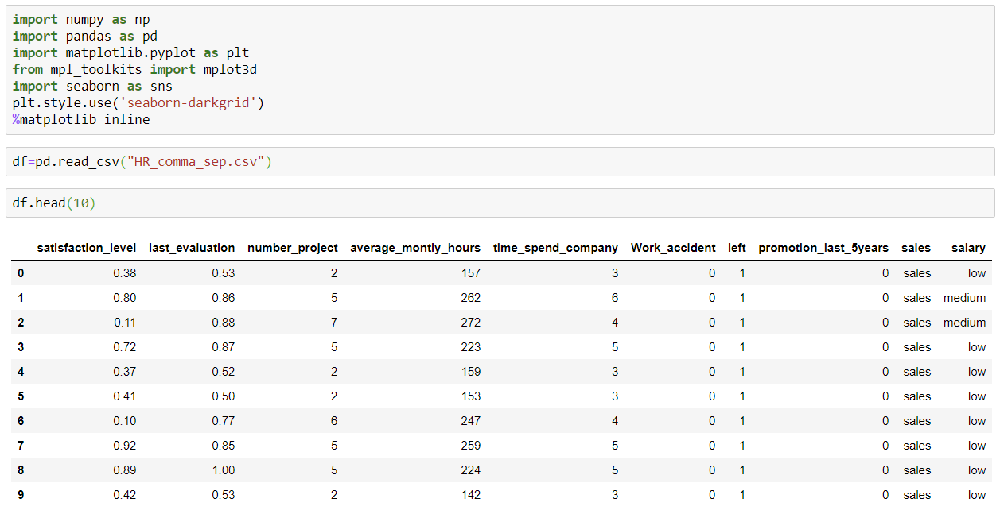 import numpy as np
import pandas as pd
import matplotlib.pyplot as plt
from mpl_toolkits import mplot3d
import seaborn as sns
plt.style.use('seaborn-darkgrid')
%matplotlib inline
df=pd.read_csv("HR_comma_sep.csv")
df.head(10)
satisfaction_level last_evaluation number_project average_montly_hours time_spend_company Work_accident left promotion_last_5years sales salary
0 0.38 0.53 2 157 3 0 1 0 sales low
1 0.80 0.86 5 262 6 0 1 0 sales medium
2 0.11 0.88 7 272 4 0 1 0 sales medium
3 0.72 0.87 5 223 5 0 1 0 sales low
4 0.37 0.52 2 159 3 0 1 0 sales low
5 0.41 0.50 2 153 3 0 1 0 sales low
6 0.10 0.77 6 247 4 0 1 0 sales low
7 0.92 0.85 5 259 5 0 1 0 sales low
8 0.89 1.00 5 224 5 0 1 0 sales low
9 0.42 0.53 2 142 3 0 1 0 sales low